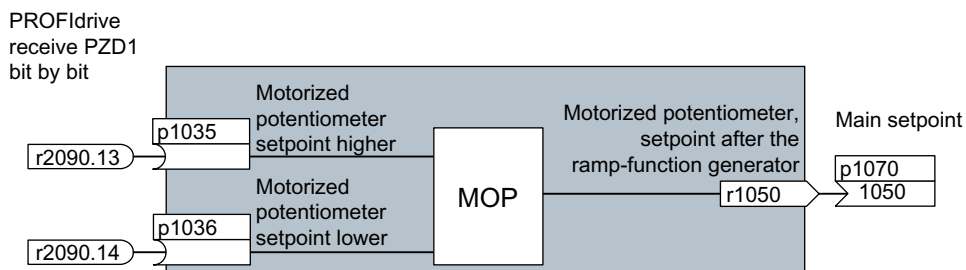 PROFIdrive
receive PZD1
bit by bit
Motorized
potentiometer
setpoint higher
p1035
r2090.13
Motorized
potentiometer
setpoint lower
p1036
r2090.14
MOP
Motorized potentiometer,
setpoint after the
ramp-function generator
r1050
Main setpoint
p1070
1050